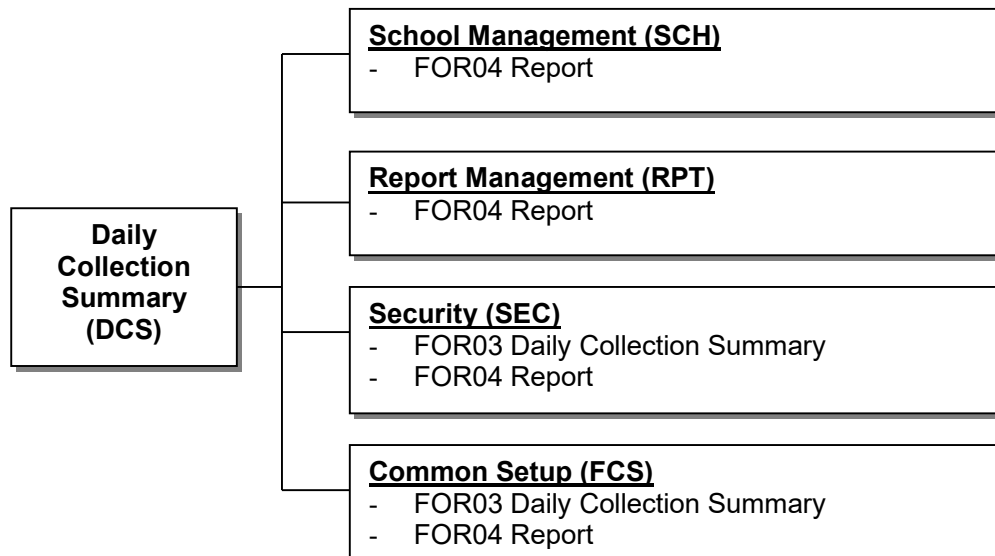 Daily
Collection
Summary
(DCS)
School Management (SCH)
- FOR04 Report
Report Management (RPT)
- FOR04 Report
Security (SEC)
- FOR03 Daily Collection Summary
- FOR04 Report
Common Setup (FCS)
- FOR03 Daily Collection Summary
- FOR04 Report